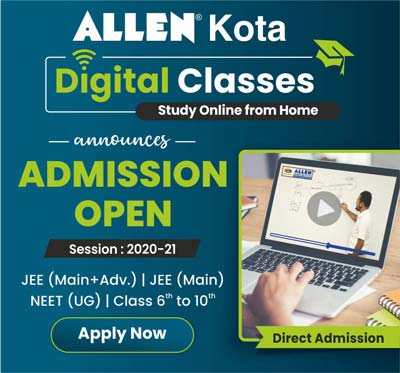 ALLEN® Kota
Digital Classes
Study Online from Home
announces
ADMISSION
OPEN
Session : 2020-21
JEE (Main+Adv.) | JEE (Main)
NEET (UG) | Class 6th to 10th
Apply Now
ALLEN
Direct Admission